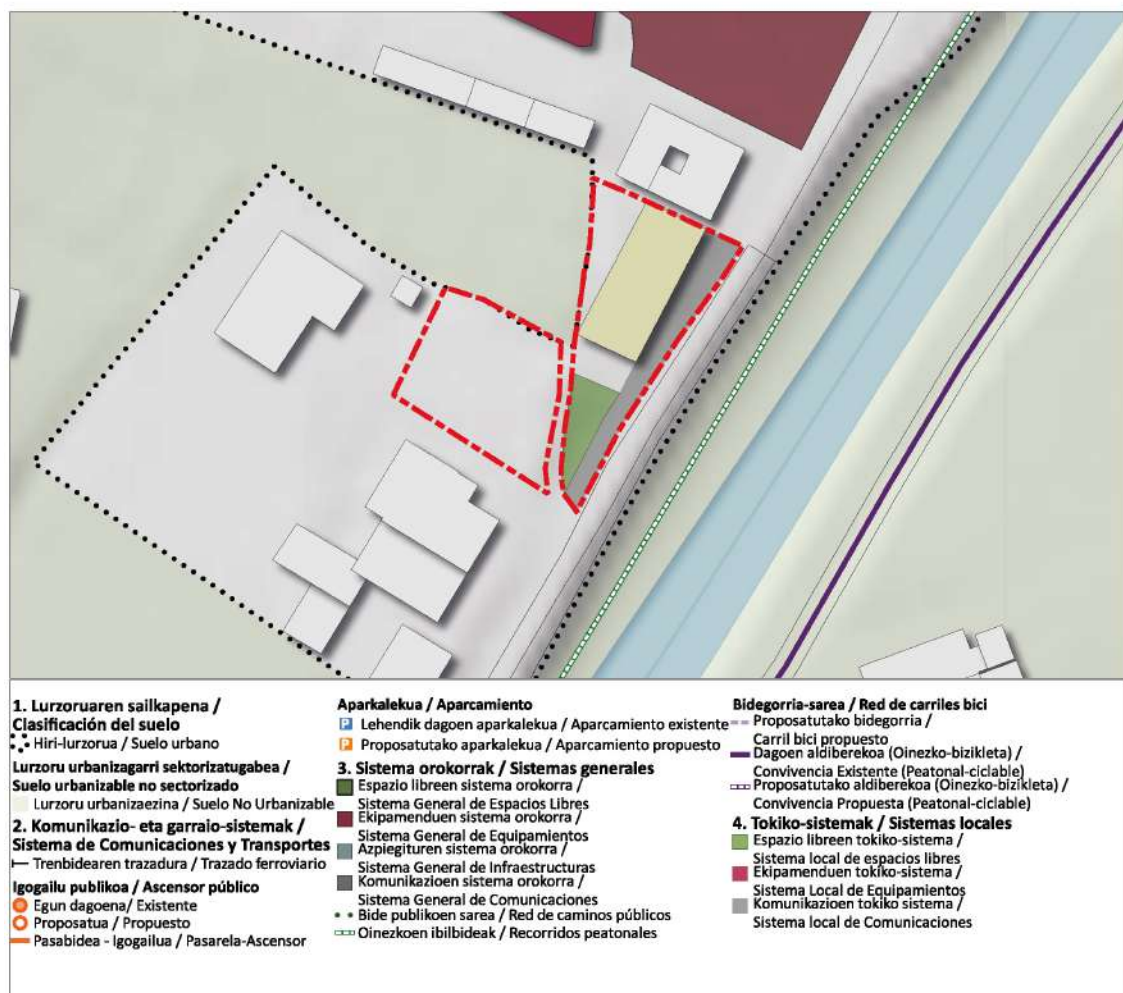 1. Lurzoruaren sailkapena /
Clasificación del suelo
Hiri-lurzorua / Suelo urbano
Lurzoru urbanizagarri sektorizatugabea /
Suelo urbanizable no sectorizado
Lurzoru urbanizaezina / Suelo No Urbanizable
2. Komunikazio- eta garraio-sistemak /
Sistema de Comunicaciones y Transportes
Trenbidearen trazadura / Trazado ferroviario
Igogailu publikoa / Ascensor público
Egun dagoena/ Existente
Proposatua/ Propuesto
Pasabidea - Igogailua / Pasarela-Ascensor
Aparkalekua / Aparcamiento
P Lehendik dagoen aparkalekua / Aparcamiento existente
P Proposatutako aparkalekua / Aparcamiento propuesto
3. Sistema orokorrak / Sistemas generales
Espazio libreen sistema orokorra /
Sistema General de Espacios Libres
Ekipamenduen sistema orokorra /
Sistema General de Equipamientos
Azpiegituren sistema orokorra /
Sistema General de Infraestructuras
Komunikazioen sistema orokorra /
Sistema General de Comunicaciones
Bide publikoen sarea / Red de caminos públicos
Oinezkoen ibilbideak / Recorridos peatonales
Bidegorria-sarea / Red de carriles bici
Proposatutako bidegorria /
Carril bici propuesto
Dagoen aldiberekoa (Oinezko-bizikleta) /
Convivencia Existente (Peatonal-ciclable)
Proposatutako aldiberekoa (Oinezko-bizikleta) /
Convivencia Propuesta (Peatonal-ciclable)
4. Tokiko-sistemak / Sistemas locales
Espazio libreen tokiko-sistema /
Sistema local de espacios libres
Ekipamenduen tokiko-sistema /
Sistema Local de Equipamientos
Komunikazioen tokiko sistema /
Sistema local de Comunicaciones